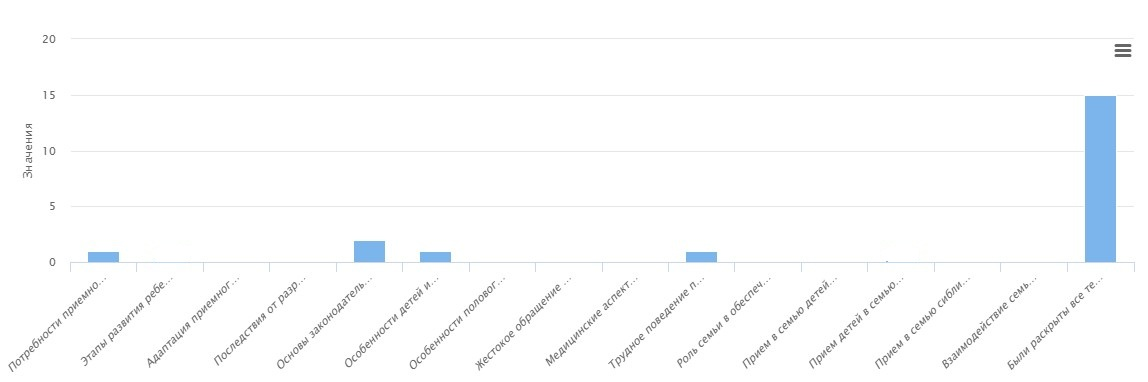 20
15
10
5
0
Значения
Потребности приемно...
Этапы развития ребе...
Адаптация приемног...
Последствия от разр...
Основы законодатель...
Особенности детей и...
Особенности поповог...
Жестокое обращение ...
Медицинские аспект...
Трудное поведение п...
Роль семьи в обеспеч...
Прием в семью детей...
Прием детей в семью...
Прием в семью сибли...
Взаимодействие семь...
Были раскрыты все те...